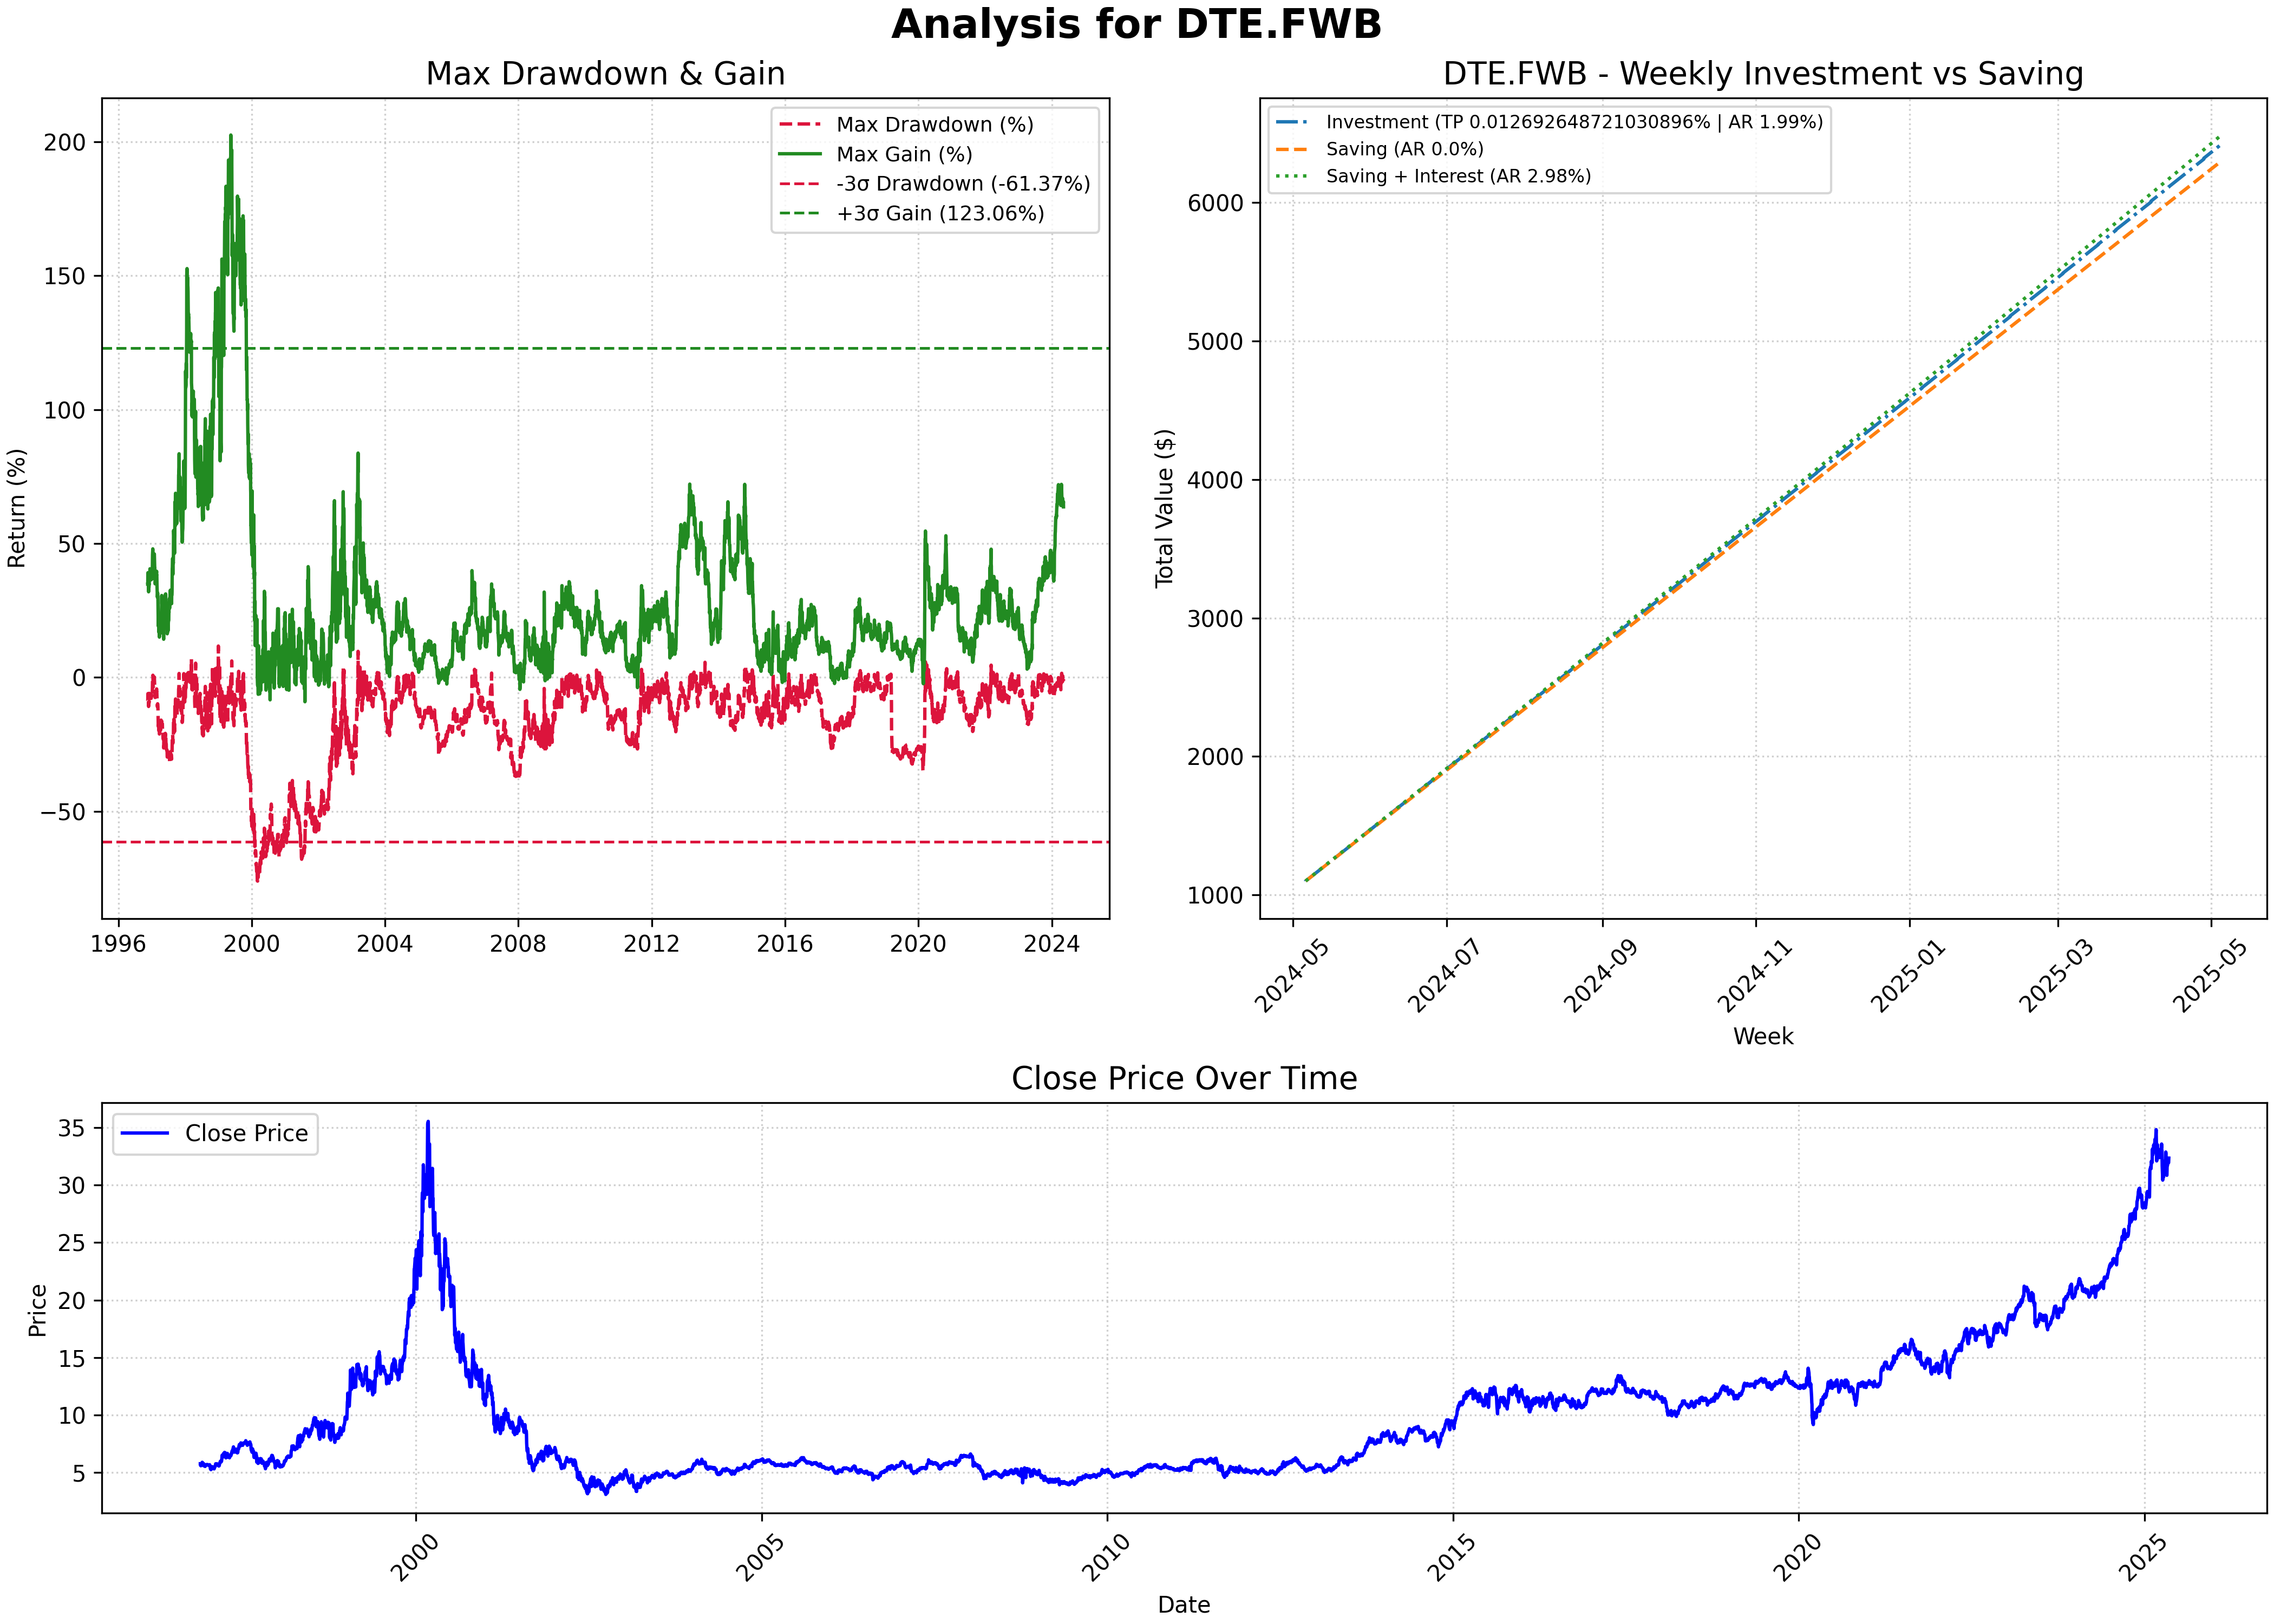 Analysis for DTE.FWB
Max Drawdown & Gain
Return (%)
200
150
100
50
0
−50
1996 2000 2004 2008 2012 2016 2020 2024
Max Drawdown (%)
Max Gain (%)
-3σ Drawdown (-61.37%)
+3σ Gain (123.06%)
DTE.FWB - Weekly Investment vs Saving
Total Value ($)
6000
5000
4000
3000
2000
1000
Investment (TP 0.012692648721030896% | AR 1.99%)
Saving (AR 0.0%)
Saving + Interest (AR 2.98%)
2024-05 2024-07 2024-09 2024-11 2025-01 2025-03 2025-05
Week
Close Price Over Time
Price
35
30
25
20
15
10
5
Close Price
2000 2005 2010 2015 2020 2025
Date